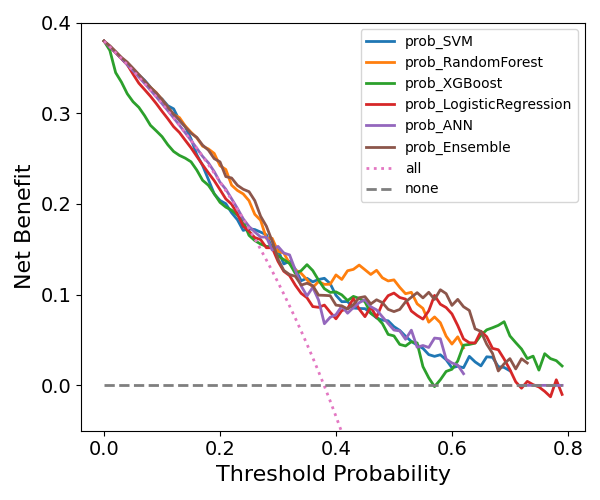 0.4
0.3
0.2
0.1
0.0
Net Benefit
prob_SVM
prob_RandomForest
prob_XGBoost
prob_LogisticRegression
prob_ANN
prob_Ensemble
all
none
0.0 0.2 0.4 0.6 0.8
Threshold Probability